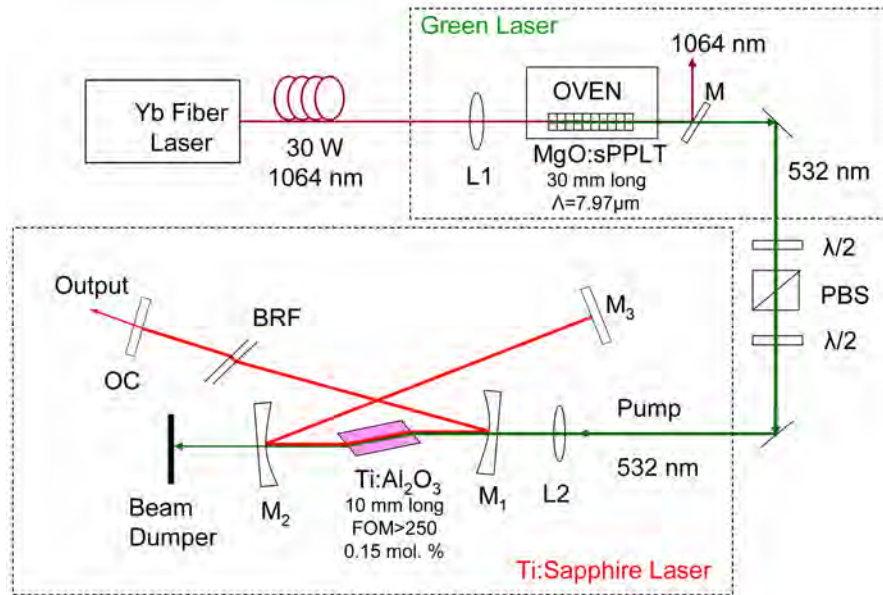 Green Laser
1064 nm
M
OVEN
Yb Fiber
Laser
30 W
1064 nm
L1
MgO:sPPLT
30 mm long
Λ=7.97μm
532 nm
λ/2
PBS
λ/2
Output
OC
BRF
M3
Pump
532 nm
L2
M1
M2
Ti:Al2O3
10 mm long
FOM>250
0.15 mol. %
Beam
Dumper
Ti:Sapphire Laser